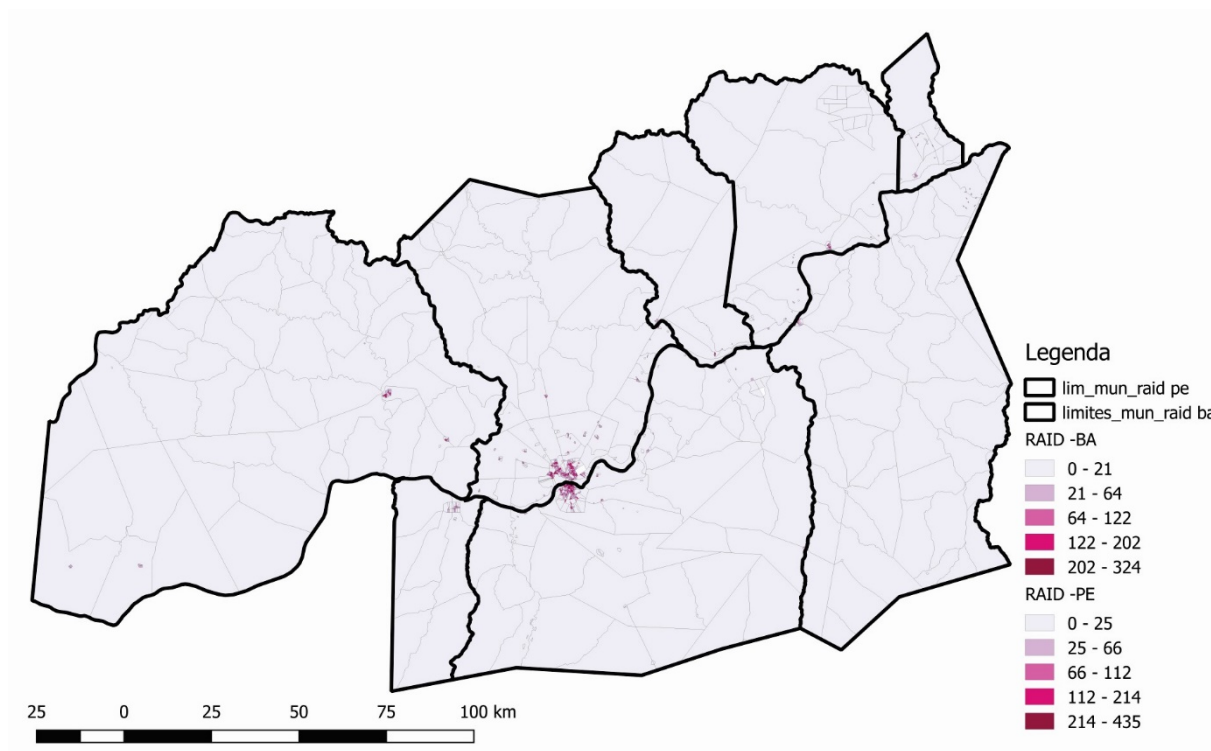 Legenda
lim_mun_raid pe
limites_mun_raid ba
RAID -BA
0 - 21
21 - 64
64 - 122
122 - 202
202 - 324
RAID -PE
0 - 25
25 - 66
66 - 112
112 - 214
214 - 435
25 0 25 50 75 100 km